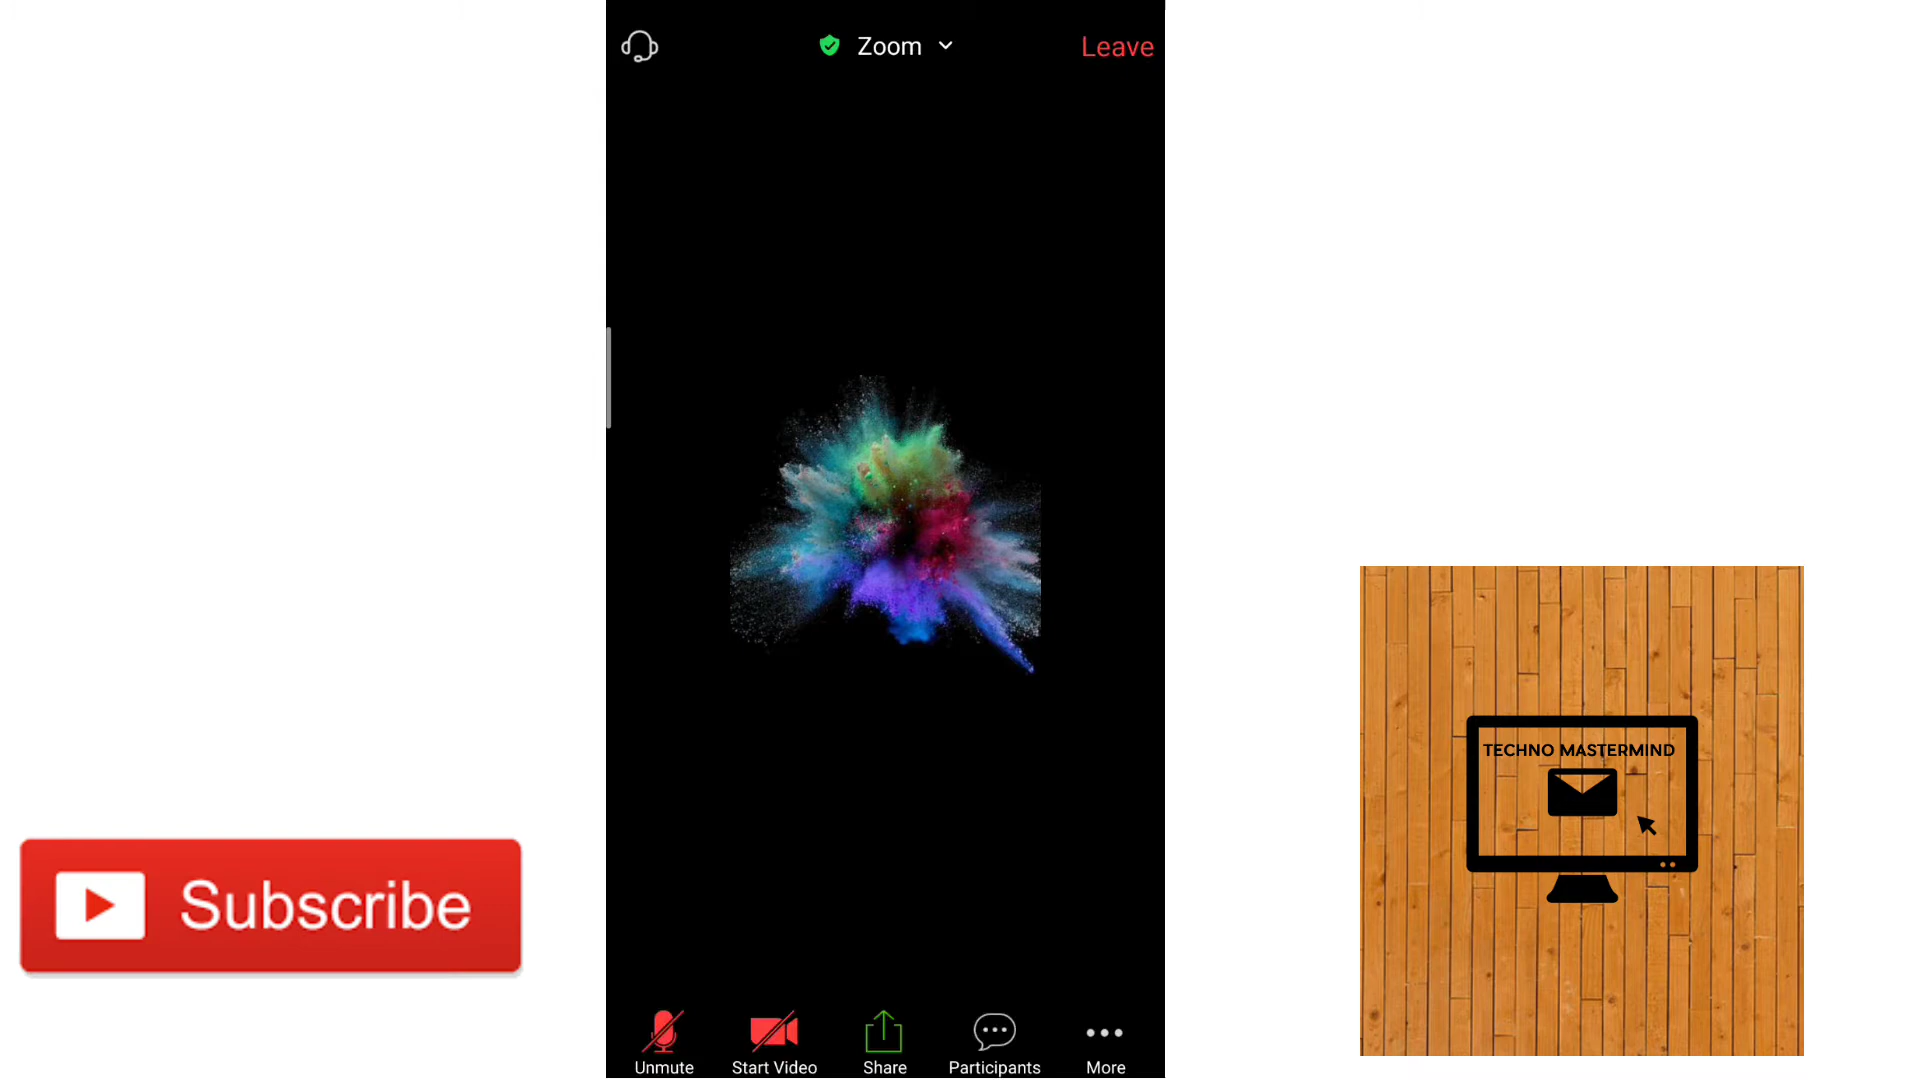 Zoom
Leave
TECHNO MASTERMIND
Subscribe
Unmute
Start Video
Share
Participants
More